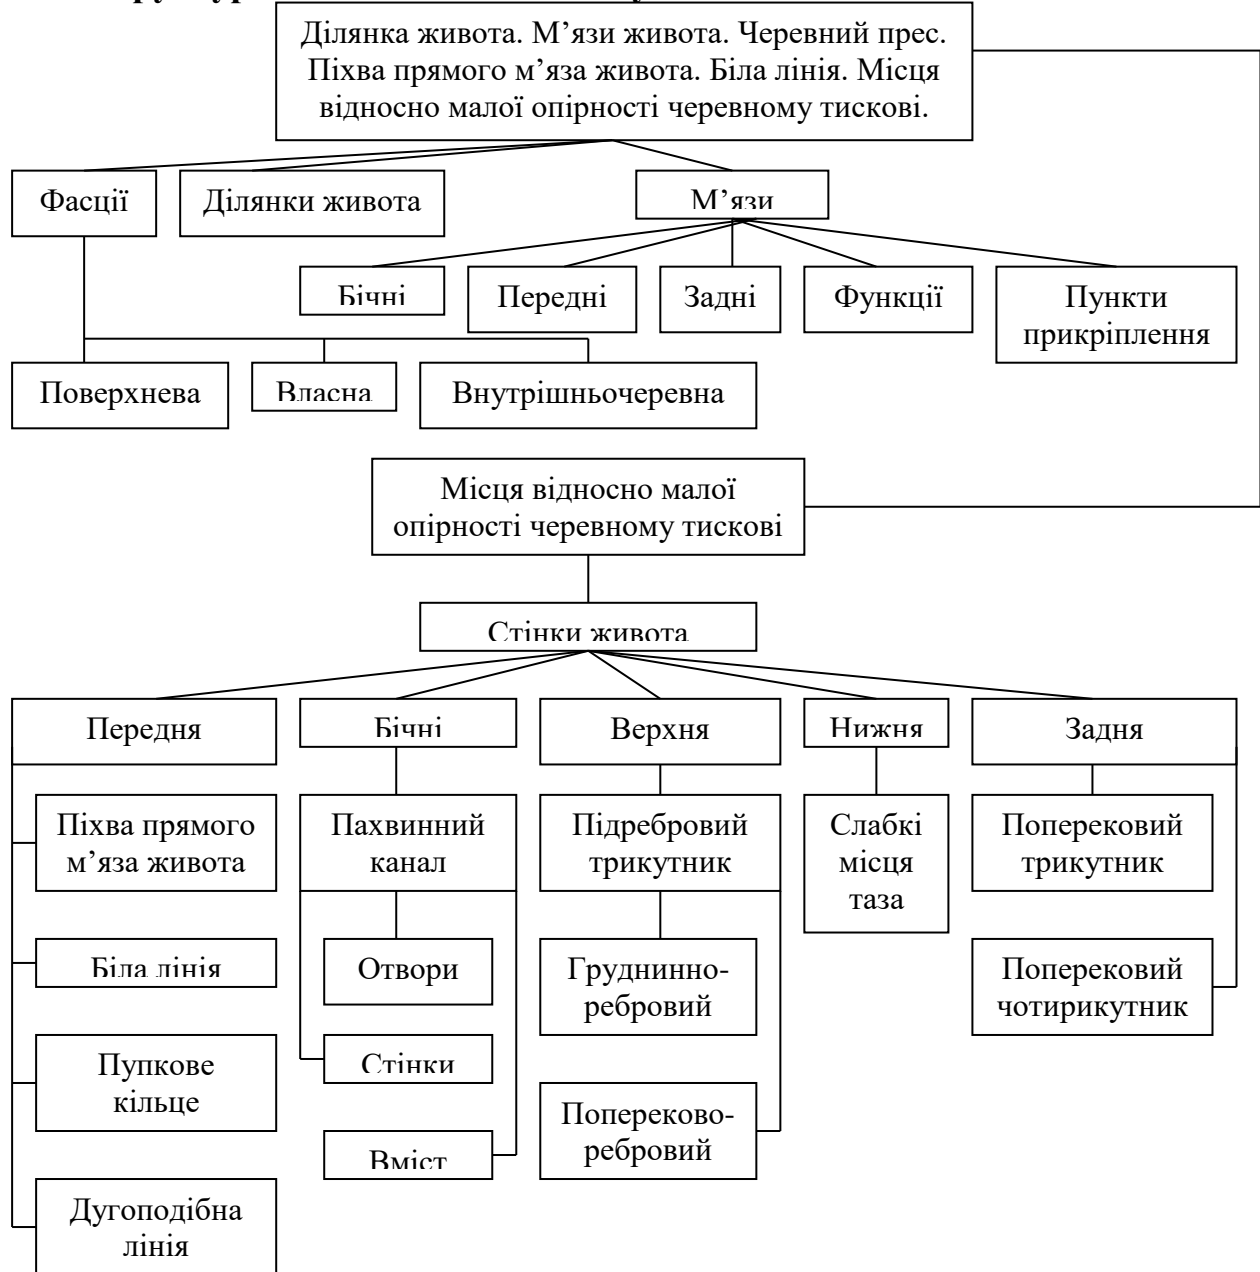 Ділянка живота. М’язи живота. Черевний прес.
Піхва прямого м’яза живота. Біла лінія. Місця
відносно малої опірності черевному тискові.
Фасції
Ділянки живота
М’язи
Бічні
Передні
Задні
Функції
Пункти
прикріплення
Поверхнева
Власна
Внутрішньочеревна
Місця відносно малої
опірності черевному тискові
Стінки живота
Передня
Бічні
Верхня
Нижня
Задня
Піхва прямого
м’яза живота
Пахвинний
канал
Підребровий
трикутник
Слабкі
місця
таза
Поперековий
трикутник
Біла лінія
Отвори
Груднинно-
ребровий
Поперековий
чотирикутник
Пупкове
кільце
Стінки
Попереково-
ребровий
Вміст
Дугоподібна
лінія